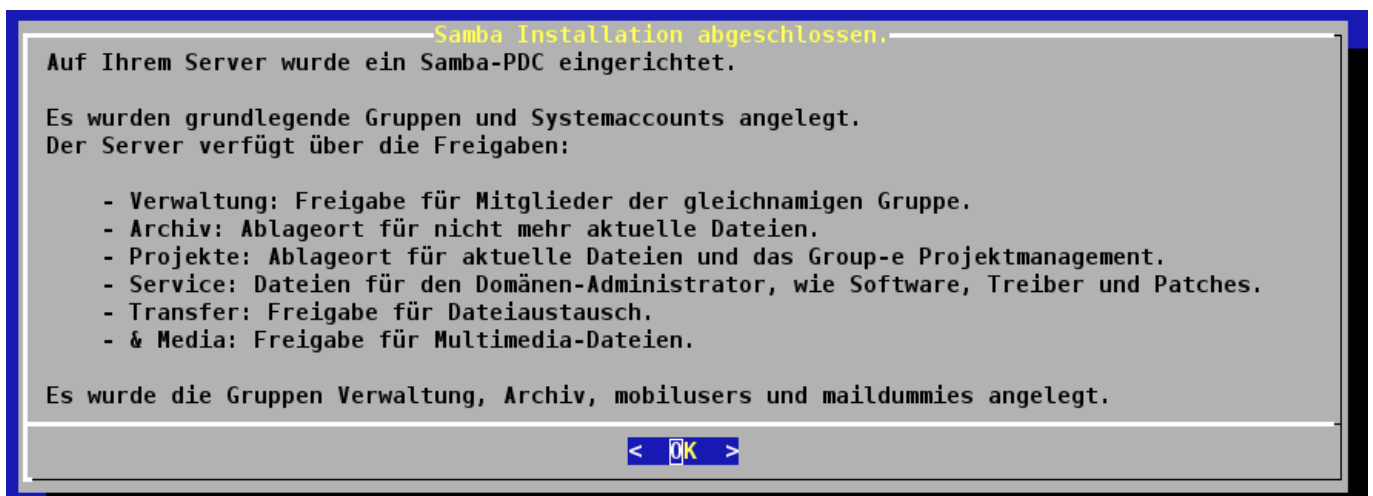 Samba Installation abgeschlossen.
Auf Ihrem Server wurde ein Samba-PDC eingerichtet.
Es wurden grundlegende Gruppen und Systemaccounts angelegt.
Der Server verfügt über die Freigaben:
- Verwaltung: Freigabe für Mitglieder der gleichnamigen Gruppe.
- Archiv: Ablageort für nicht mehr aktuelle Dateien.
- Projekte: Ablageort für aktuelle Dateien und das Group-e Projektmanagement.
- Service: Dateien für den Domänen-Administrator, wie Software, Treiber und Patches.
- Transfer: Freigabe für Dateiaustausch.
- & Media: Freigabe für Multimedia-Dateien.
Es wurde die Gruppen Verwaltung, Archiv, mobilusers und maildummies angelegt.
< OK >